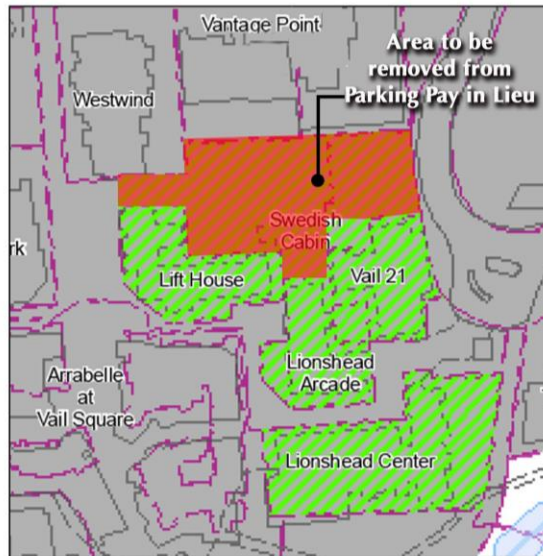 Vantage Point
Area to be
removed from
Parking Pay in Lieu
Westwind
Swedish
Cabin
rk
Lift House
Vail 21
Lionshead
Arcade
Arrabelle
at
Vail Square
Lionshead Center